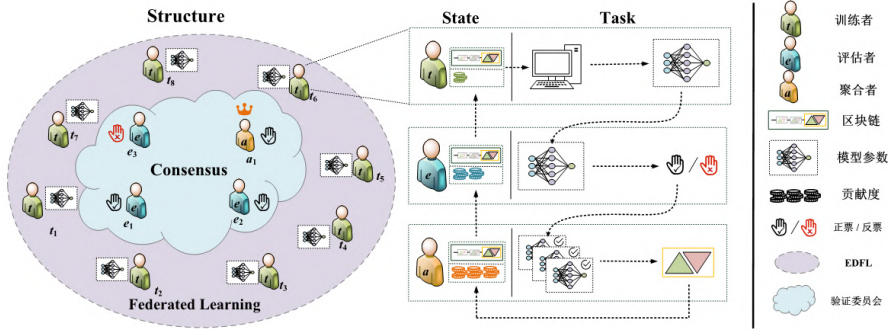 Structure
State
Task
t
t₈
t
t₆
t
t₇
e
e₃
a
a₁
Consensus
t
t₅
t
t₁
e
e₁
e
e₂
t
t₄
t
t₂
t
t₃
Federated Learning
t
e
/
a
t
训练者
e
评估者
a
聚合者
区块链
模型参数
贡献度
/
正票 / 反票
EDFL
验证委员会